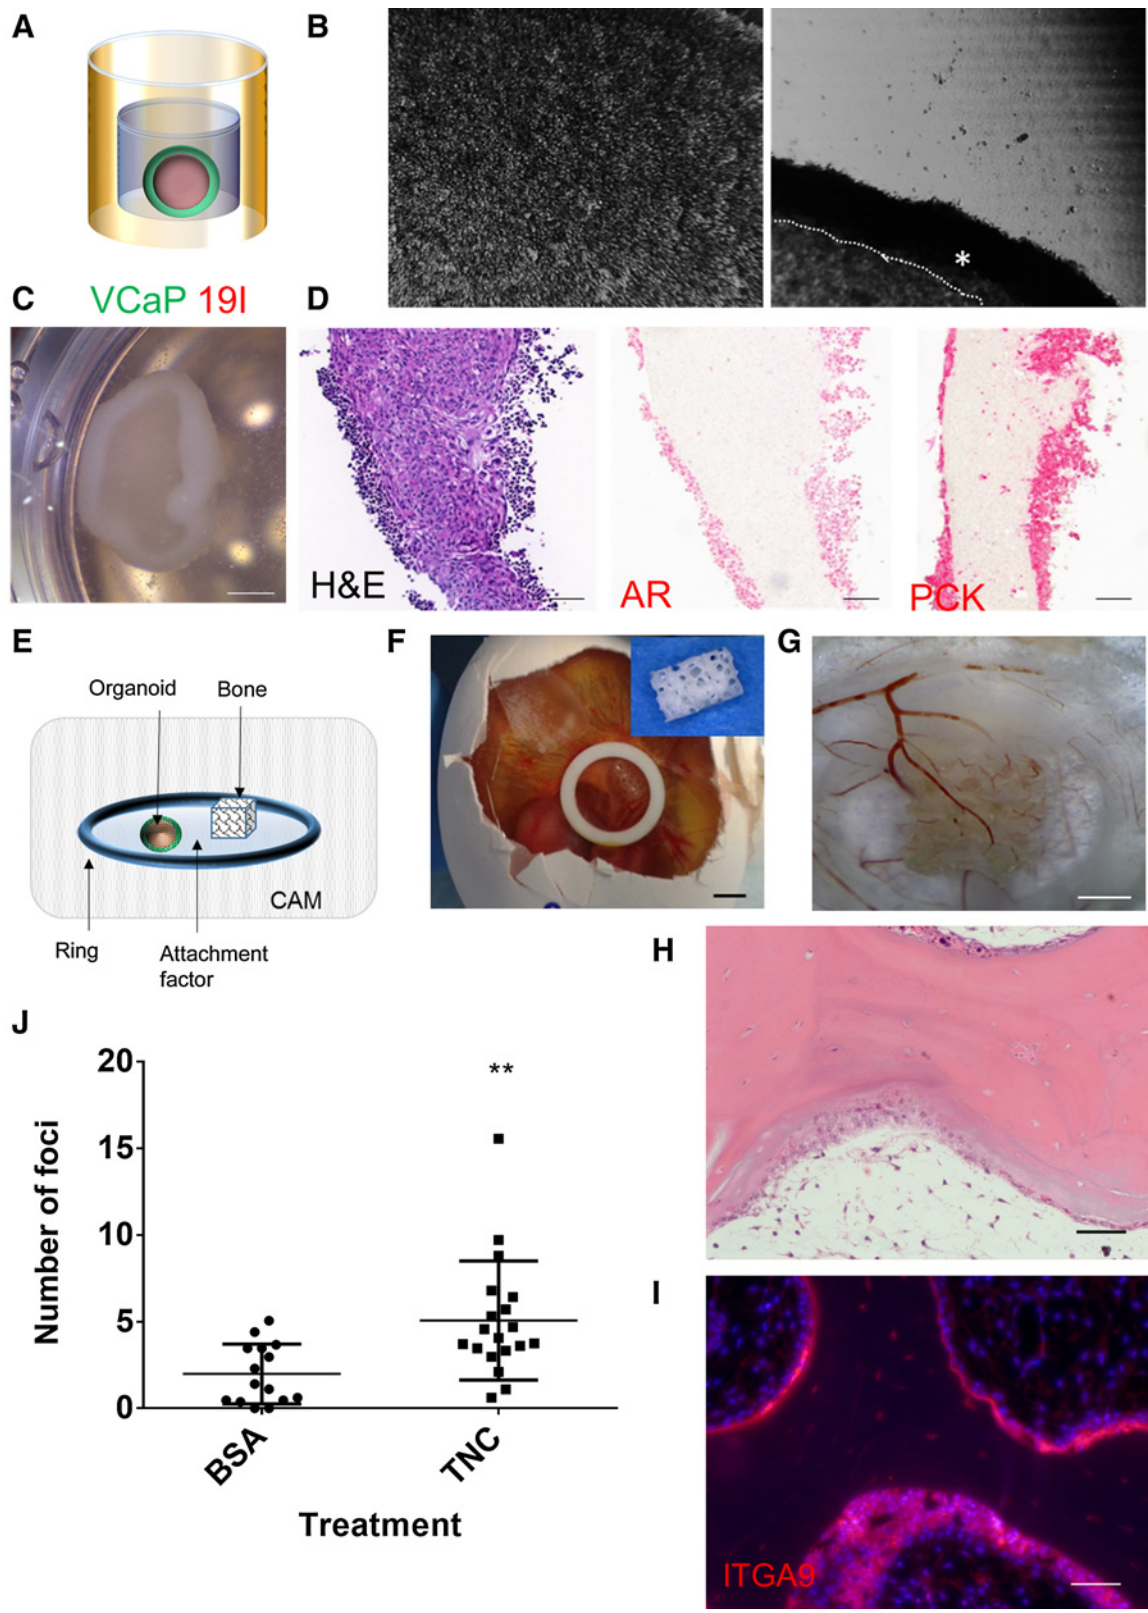 A
B
VCaP 19I
*
C
D
H&E
AR
PCK
E
Organoid
Bone
CAM
Ring
Attachment
factor
F
G
H
I
ITGA9
J
20
15
10
5
0
**
Number of foci
BSA
TNC
Treatment